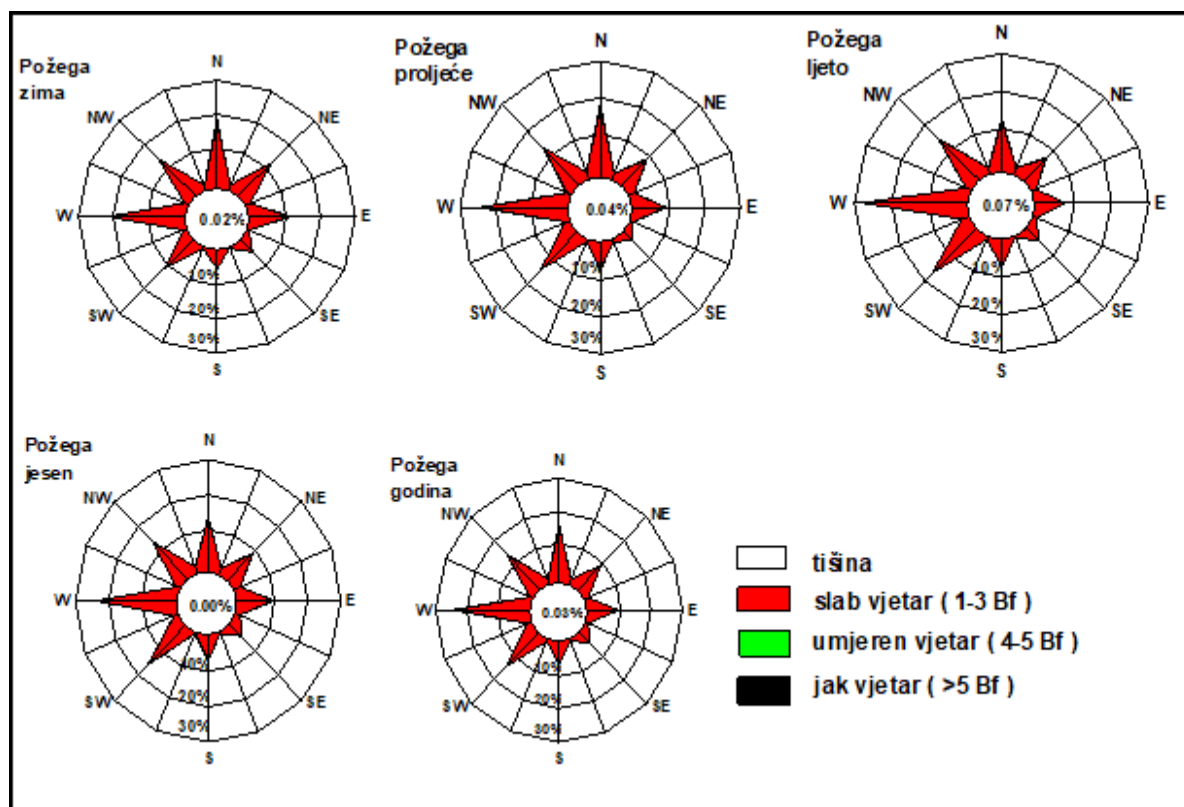 Požega
zima
N
NW
NE
W
0.02%
E
10%
SW
20%
SE
30%
S
Požega
proljeće
N
NW
NE
W
0.04%
E
10%
SW
20%
SE
30%
S
Požega
ljeto
N
NW
NE
W
0.07%
E
10%
SW
20%
SE
30%
S
Požega
jesen
N
NW
NE
W
0.00%
E
10%
SW
20%
SE
30%
S
Požega
godina
N
NW
NE
W
0.03%
E
10%
SW
20%
SE
30%
S
tišina
slab vjetar ( 1-3 Bf )
umjeren vjetar ( 4-5 Bf )
jak vjetar ( >5 Bf )